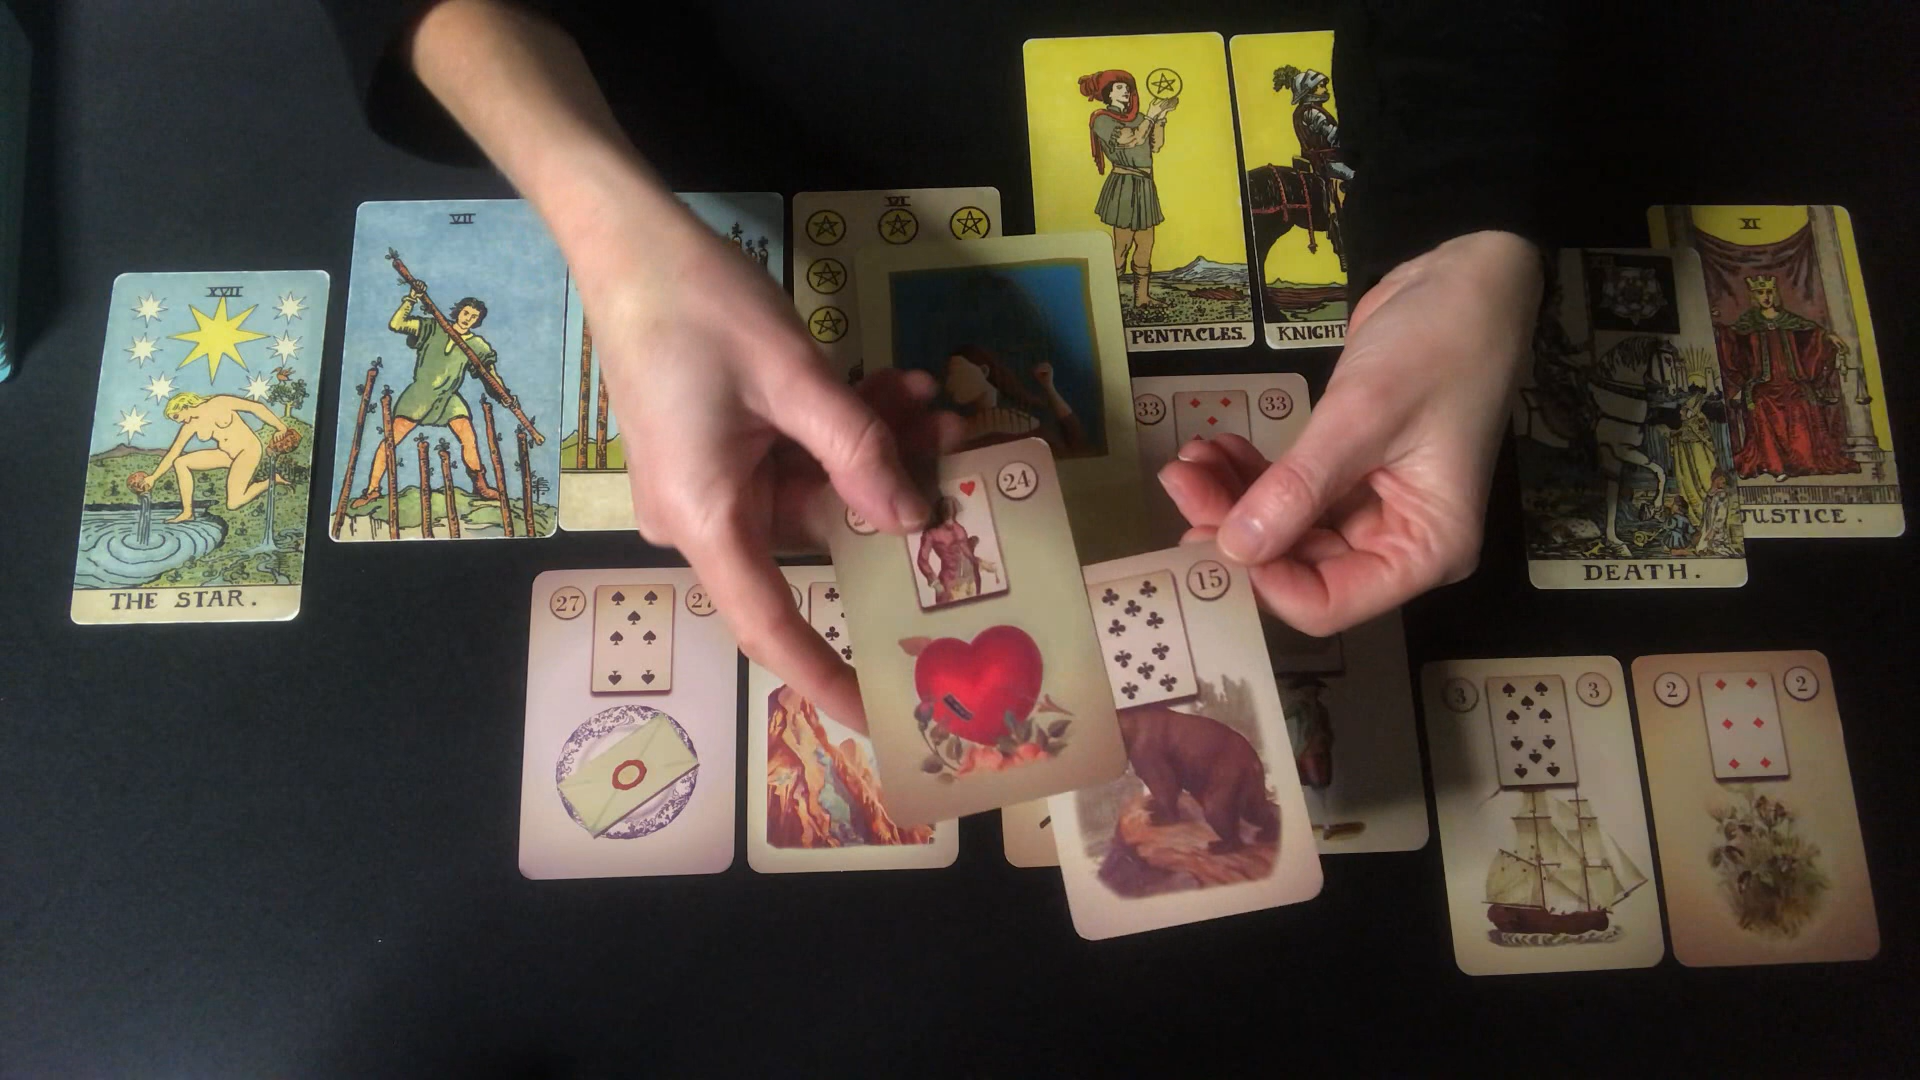 VI
PENTACLES.
KNIGHT
VII
XI
XVII
33
33
24
JUSTICE.
DEATH.
15
THE STAR.
27
27
3
3
2
2